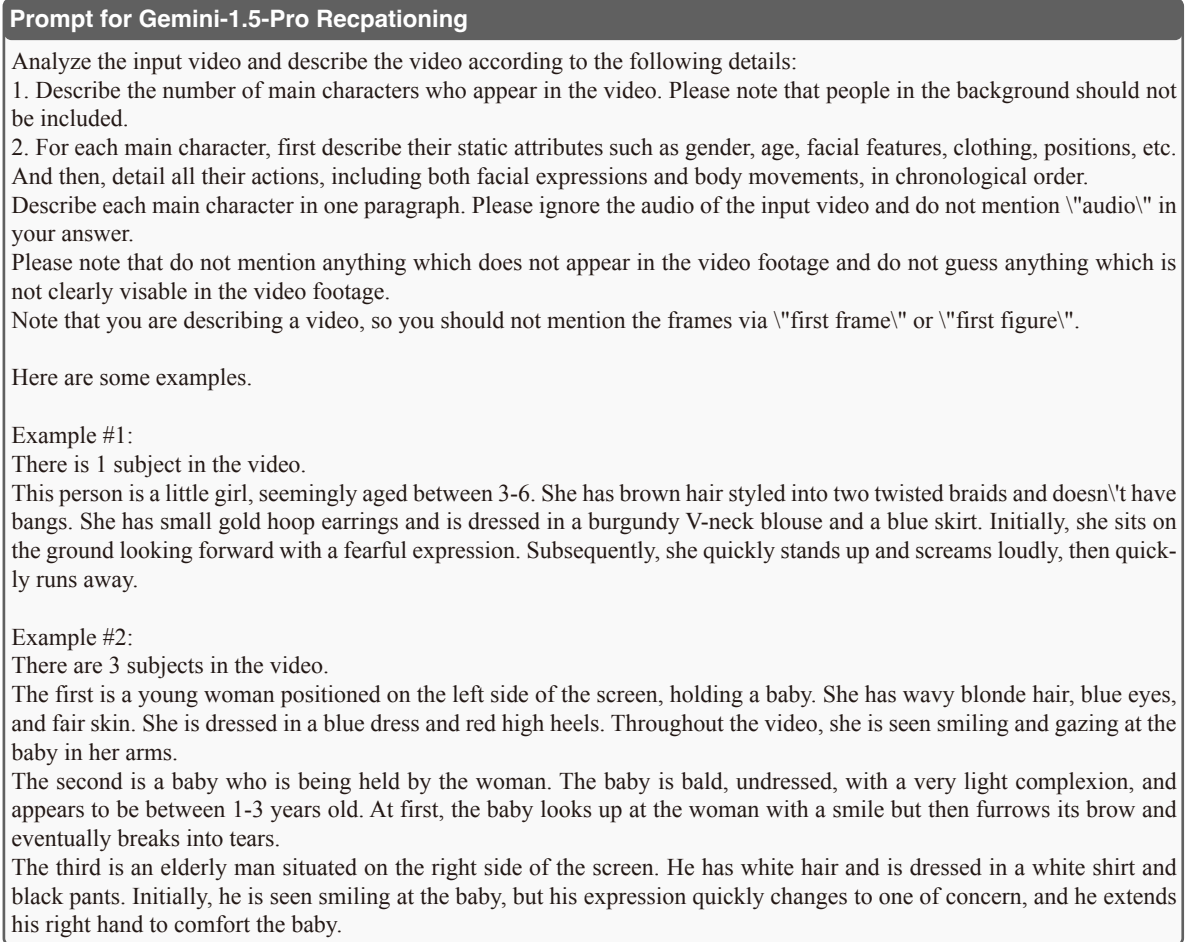 Prompt for Gemini-1.5-Pro Recpationing
Analyze the input video and describe the video according to the following details:
1. Describe the number of main characters who appear in the video. Please note that people in the background should not
be included.
2. For each main character, first describe their static attributes such as gender, age, facial features, clothing, positions, etc.
And then, detail all their actions, including both facial expressions and body movements, in chronological order.
Describe each main character in one paragraph. Please ignore the audio of the input video and do not mention \"audio\" in
your answer.
Please note that do not mention anything which does not appear in the video footage and do not guess anything which is
not clearly visable in the video footage.
Note that you are describing a video, so you should not mention the frames via \"first frame\" or \"first figure\".
Here are some examples.
Example #1:
There is 1 subject in the video.
This person is a little girl, seemingly aged between 3-6. She has brown hair styled into two twisted braids and doesn\'t have
bangs. She has small gold hoop earrings and is dressed in a burgundy V-neck blouse and a blue skirt. Initially, she sits on
the ground looking forward with a fearful expression. Subsequently, she quickly stands up and screams loudly, then quick-
ly runs away.
Example #2:
There are 3 subjects in the video.
The first is a young woman positioned on the left side of the screen, holding a baby. She has wavy blonde hair, blue eyes,
and fair skin. She is dressed in a blue dress and red high heels. Throughout the video, she is seen smiling and gazing at the
baby in her arms.
The second is a baby who is being held by the woman. The baby is bald, undressed, with a very light complexion, and
appears to be between 1-3 years old. At first, the baby looks up at the woman with a smile but then furrows its brow and
eventually breaks into tears.
The third is an elderly man situated on the right side of the screen. He has white hair and is dressed in a white shirt and
black pants. Initially, he is seen smiling at the baby, but his expression quickly changes to one of concern, and he extends
his right hand to comfort the baby.